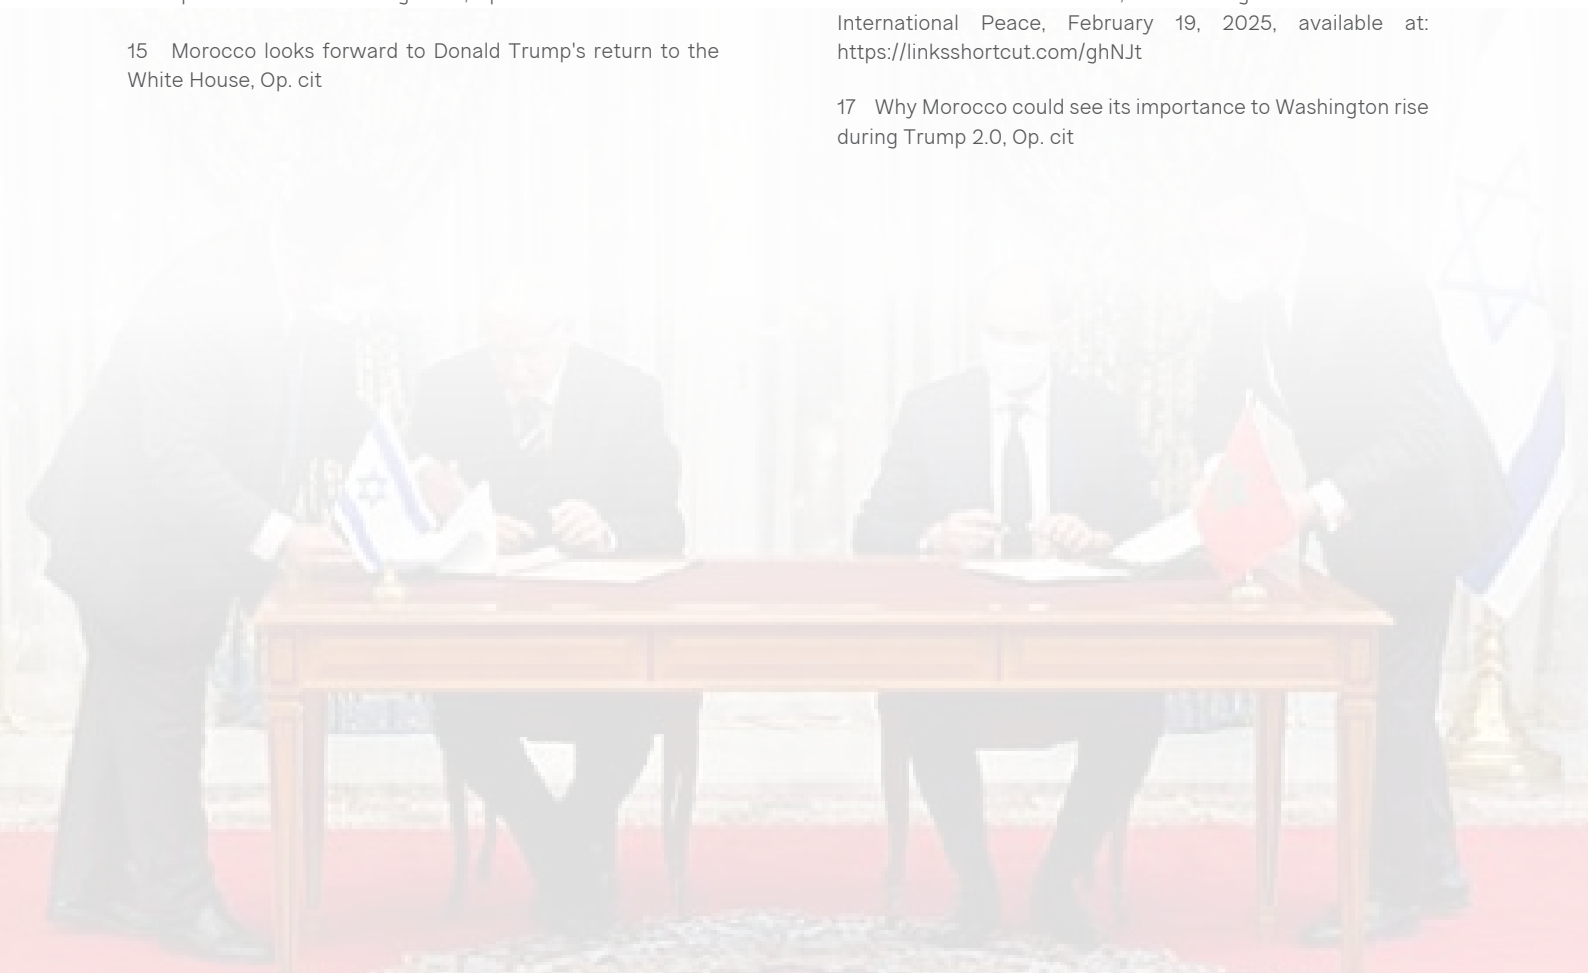 15 Morocco looks forward to Donald Trump's return to the
White House, Op. cit
International Peace, February 19, 2025, available at:
https://linksshortcut.com/ghNJt
17 Why Morocco could see its importance to Washington rise
during Trump 2.0, Op. cit